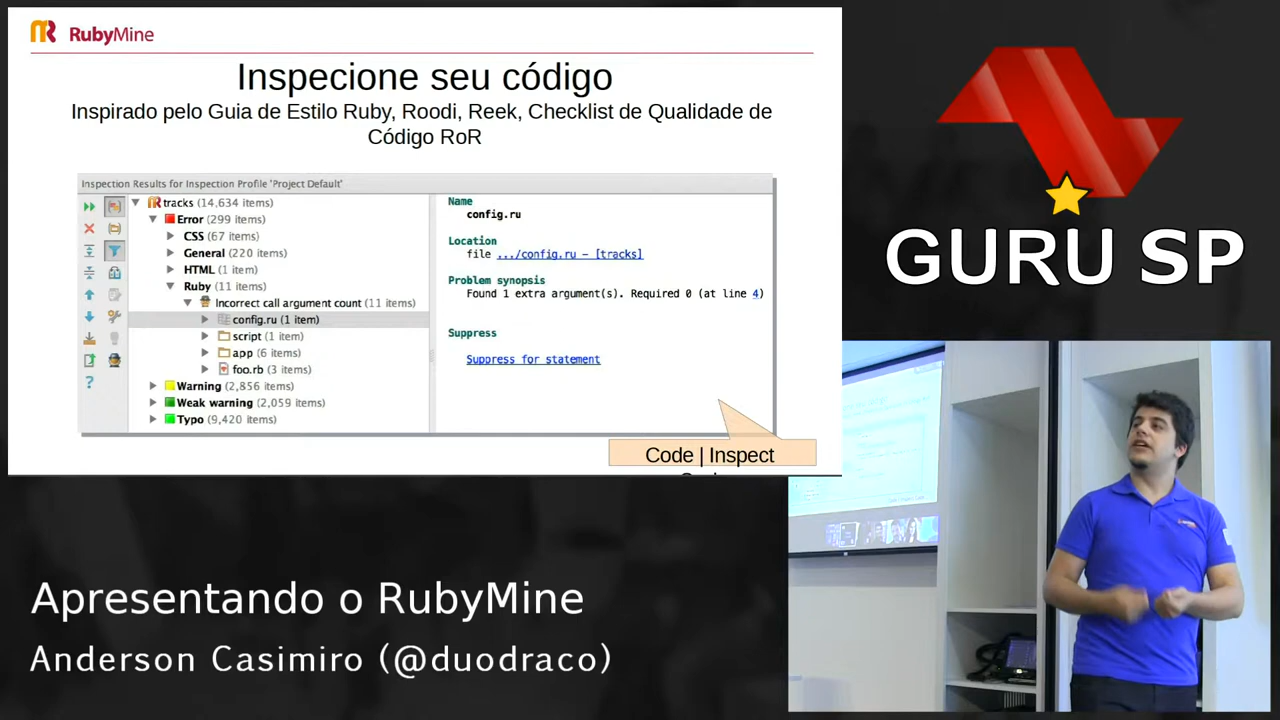 RubyMine
Inspecione seu código
Inspirado pelo Guia de Estilo Ruby, Roodi, Reek, Checklist de Qualidade de
Código RoR
Inspection Results for Inspection Profile 'Project Default'
tracks (14,634 items)
Error (299 items)
CSS (67 items)
General (220 items)
HTML (1 item)
Ruby (11 items)
Incorrect call argument count (11 items)
config.ru (1 item)
script (1 item)
app (6 items)
foo.rb (3 items)
Warning (2,856 items)
Weak warning (2,059 items)
Typo (9,420 items)
Name
config.ru
Location
file .../config.ru – [tracks]
Problem synopsis
Found 1 extra argument(s). Required 0 (at line 4)
Suppress
Suppress for statement
Code | Inspect
GURU SP
Apresentando o RubyMine
Anderson Casimiro (@duodraco)